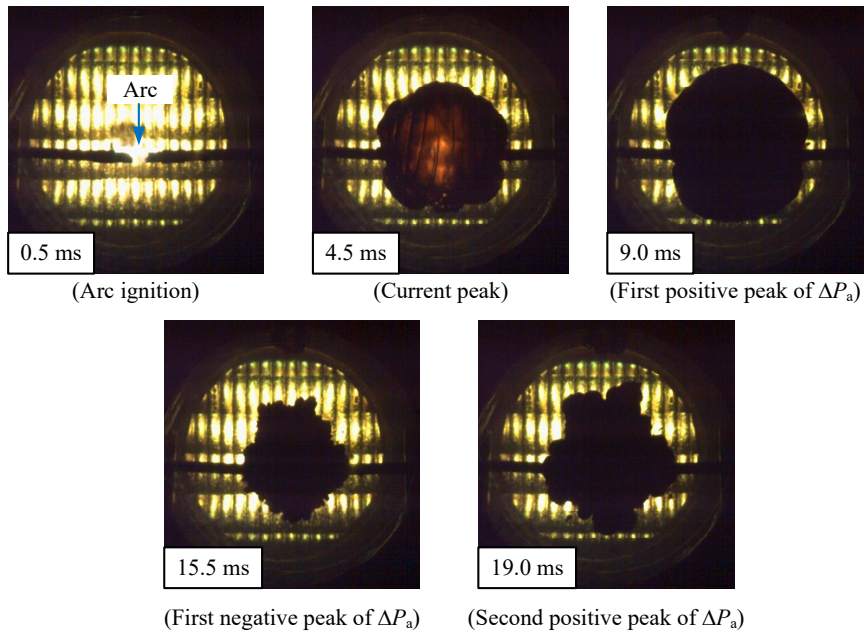 Arc
0.5 ms
4.5 ms
9.0 ms
(Arc ignition)
(Current peak)
(First positive peak of ΔPₐ)
15.5 ms
19.0 ms
(First negative peak of ΔPₐ)
(Second positive peak of ΔPₐ)